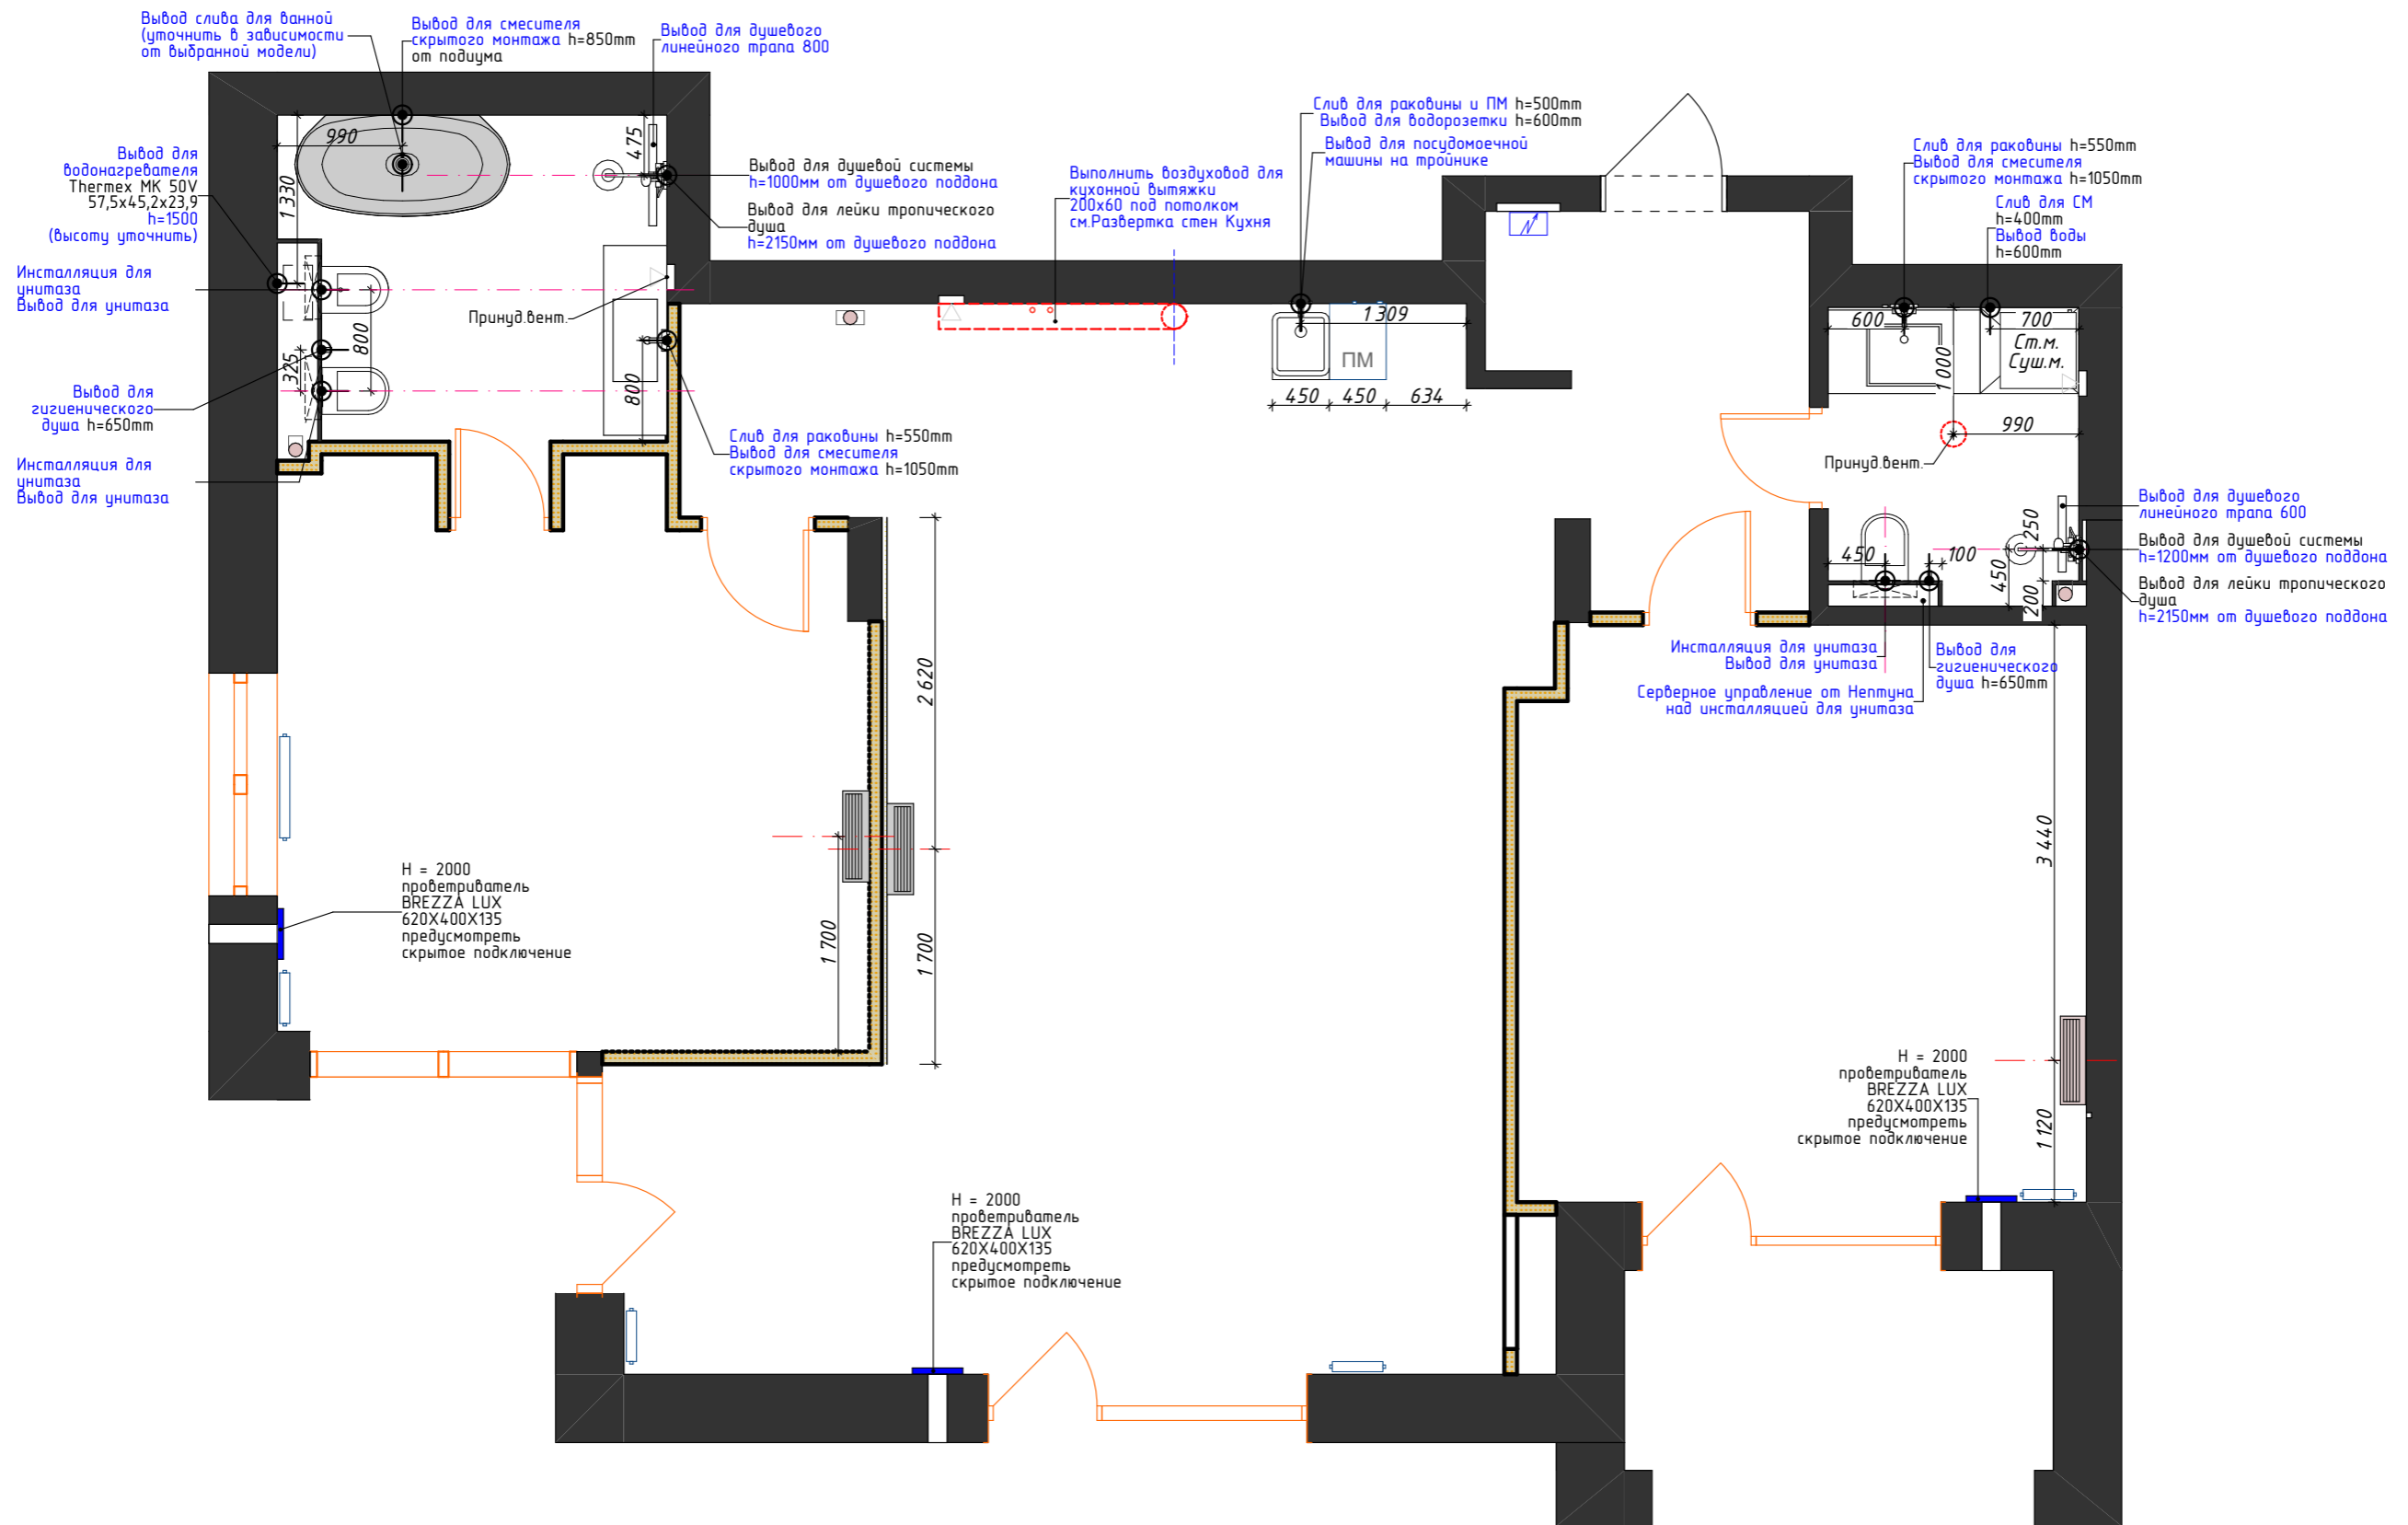 Вывод слива для ванной
(уточнить в зависимости
от выбранной модели)
Вывод для смесителя
скрытого монтажа h=850mm
от подиума
Вывод для душевого
линейного трапа 800
Вывод для
водонагревателя
Thermex MK 50V
57,5x45,2x23,9
h=1500
(высоту уточнить)
Инсталляция для
унитаза
Вывод для унитаза
Вывод для
гигиенического
душа h=650mm
Инсталляция для
унитаза
Вывод для унитаза
990
1 330
475
800
325
800
Принуд.вент.
Вывод для душевой системы
h=1000мм от душевого поддона
Вывод для лейки тропического
душа
h=2150мм от душевого поддона
Слив для раковины h=550mm
Вывод для смесителя
скрытого монтажа h=1050mm
Выполнить воздуховод для
кухонной вытяжки
200x60 под потолком
см.Развертка стен Кухня
Слив для раковины и ПМ h=500mm
Вывод для водорозетки h=600mm
Вывод для посудомоечной
машины на тройнике
1 309
ПМ
450
450
634
Слив для раковины h=550mm
Вывод для смесителя
скрытого монтажа h=1050mm
Слив для СМ
h=400mm
Вывод воды
h=600mm
600
700
Ст.м.
Суш.м.
1 000
990
Принуд.вент.
Вывод для душевого
линейного трапа 600
Вывод для душевой системы
h=1200мм от душевого поддона
Вывод для лейки тропического
душа
h=2150мм от душевого поддона
450
100
250
450
200
Инсталляция для унитаза
Вывод для унитаза
Вывод для
гигиенического
душа h=650mm
Серверное управление от Нептуна
над инсталляцией для унитаза
2 620
1 700
1 700
3 440
1 120
H = 2000
проветриватель
BREZZA LUX
620X400X135
предусмотреть
скрытое подключение
H = 2000
проветриватель
BREZZA LUX
620X400X135
предусмотреть
скрытое подключение
H = 2000
проветриватель
BREZZA LUX
620X400X135
предусмотреть
скрытое подключение